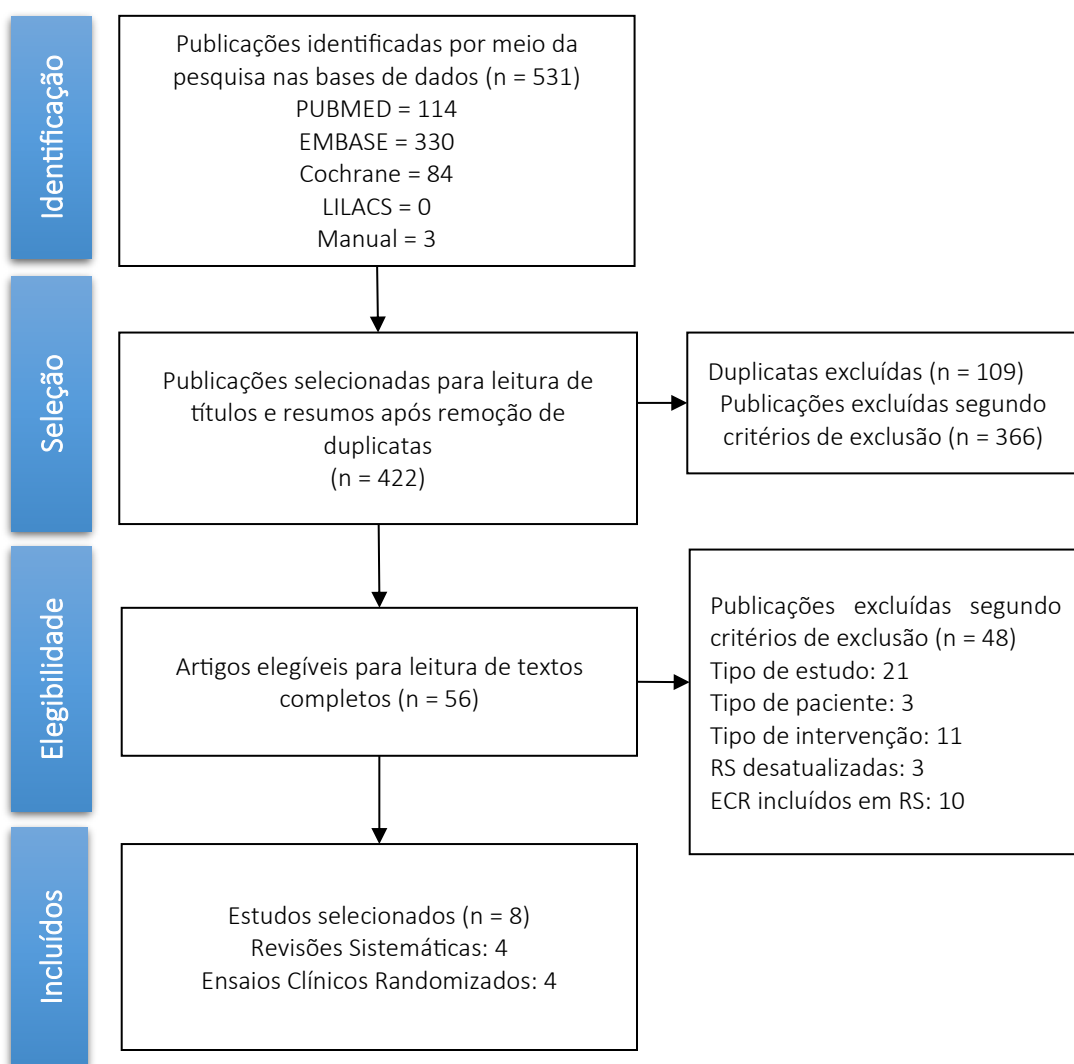 Identificação
Publicações identificadas por meio da
pesquisa nas bases de dados (n = 531)
PUBMED = 114
EMBASE = 330
Cochrane = 84
LILACS = 0
Manual = 3
Seleção
Publicações selecionadas para leitura de
títulos e resumos após remoção de
duplicatas
(n = 422)
Duplicatas excluídas (n = 109)
Publicações excluídas segundo
critérios de exclusão (n = 366)
Elegibilidade
Artigos elegíveis para leitura de textos
completos (n = 56)
Publicações excluídas segundo
critérios de exclusão (n = 48)
Tipo de estudo: 21
Tipo de paciente: 3
Tipo de intervenção: 11
RS desatualizadas: 3
ECR incluídos em RS: 10
Incluídos
Estudos selecionados (n = 8)
Revisões Sistemáticas: 4
Ensaios Clínicos Randomizados: 4